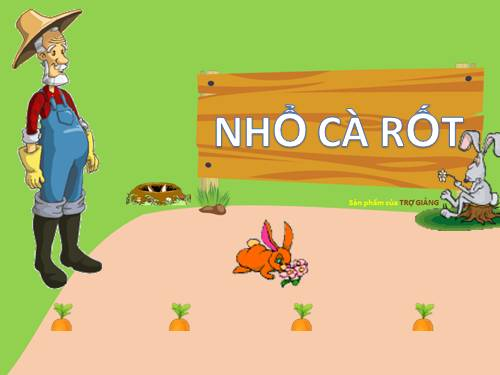 NHỔ CÀ RỐT
Sản phẩm của TRỢ GIẢNG